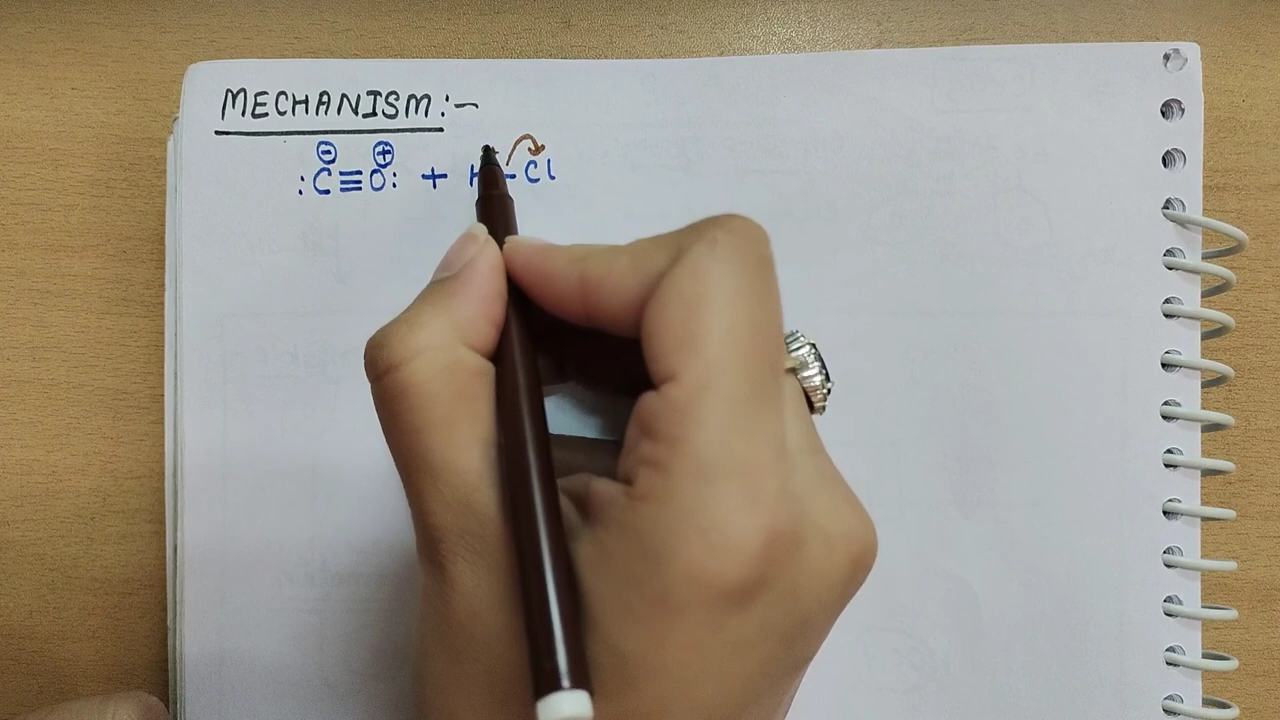 MECHANISM:-
⊖ ⊕
:C≡O: + H-Cl